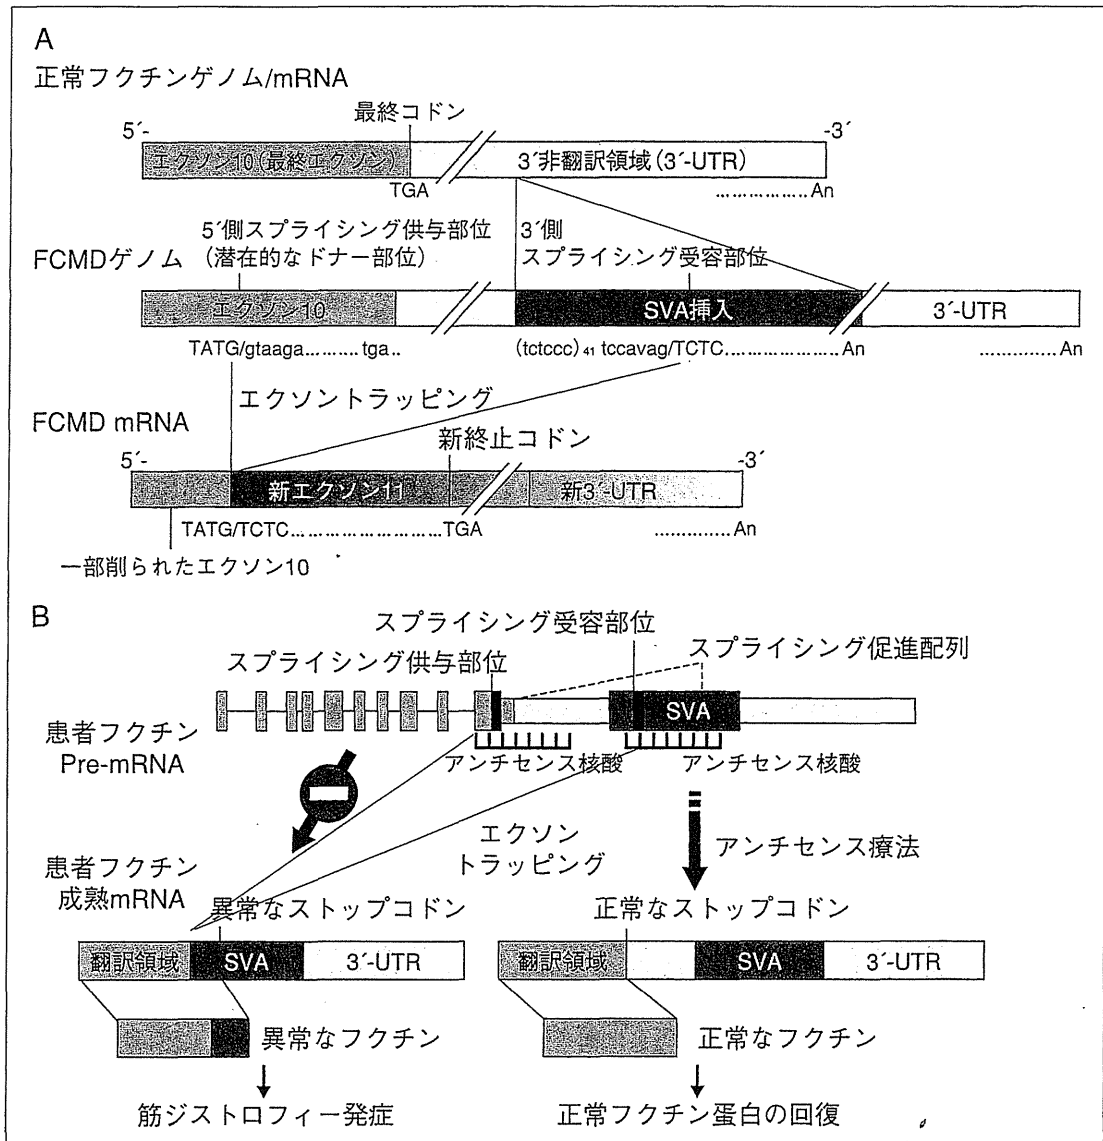 A
正常フクチンゲノム/mRNA
最終コドン
5´-
-3´
エクソン10(最終エクソン)
3´非翻訳領域(3´-UTR)
TGA
……………An
5´側スプライシング供与部位
(潜在的なドナー部位)
3´側
スプライシング受容部位
FCMDゲノム
エクソン10
SVA挿入
3´-UTR
TATG/gtaaga………tga..
(tctccc)₄₁ tccavag/TCTC……………………An
…………An
エクソントラッピング
FCMD mRNA
新終止コドン
5´-
-3´
新エクソン11
新3´-UTR
TATG/TCTC…………………………TGA
…………An
一部削られたエクソン10
B
スプライシング受容部位
スプライシング供与部位
スプライシング促進配列
患者フクチン
Pre-mRNA
SVA
アンチセンス核酸
アンチセンス核酸
エクソン
トラッピング
アンチセンス療法
患者フクチン
成熟mRNA
異常なストップコドン
正常なストップコドン
翻訳領域
SVA
3´-UTR
翻訳領域
SVA
3´-UTR
異常なフクチン
正常なフクチン
筋ジストロフィー発症
正常フクチン蛋白の回復